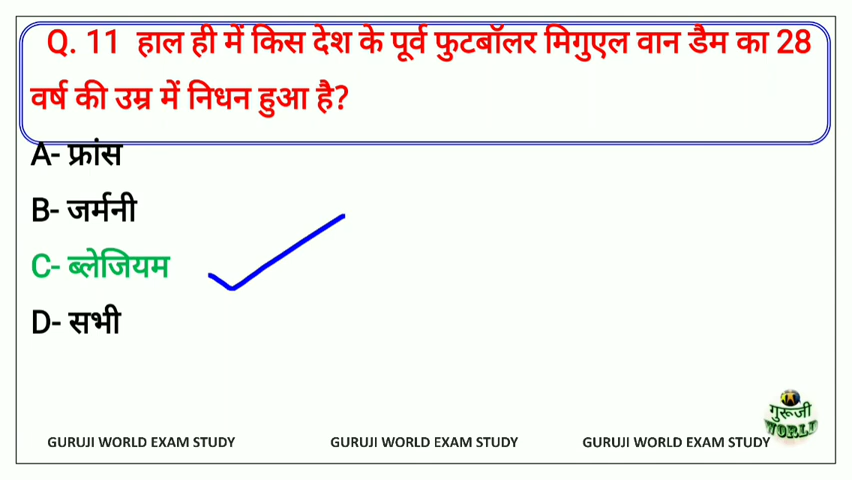 Q. 11 हाल ही में किस देश के पूर्व फुटबॉलर मिगुएल वान डैम का 28
वर्ष की उम्र में निधन हुआ है?
A- फ्रांस
B- जर्मनी
C- ब्लेजियम
D- सभी
गुरूजी
WORLD
GURUJI WORLD EXAM STUDY GURUJI WORLD EXAM STUDY GURUJI WORLD EXAM STUDY